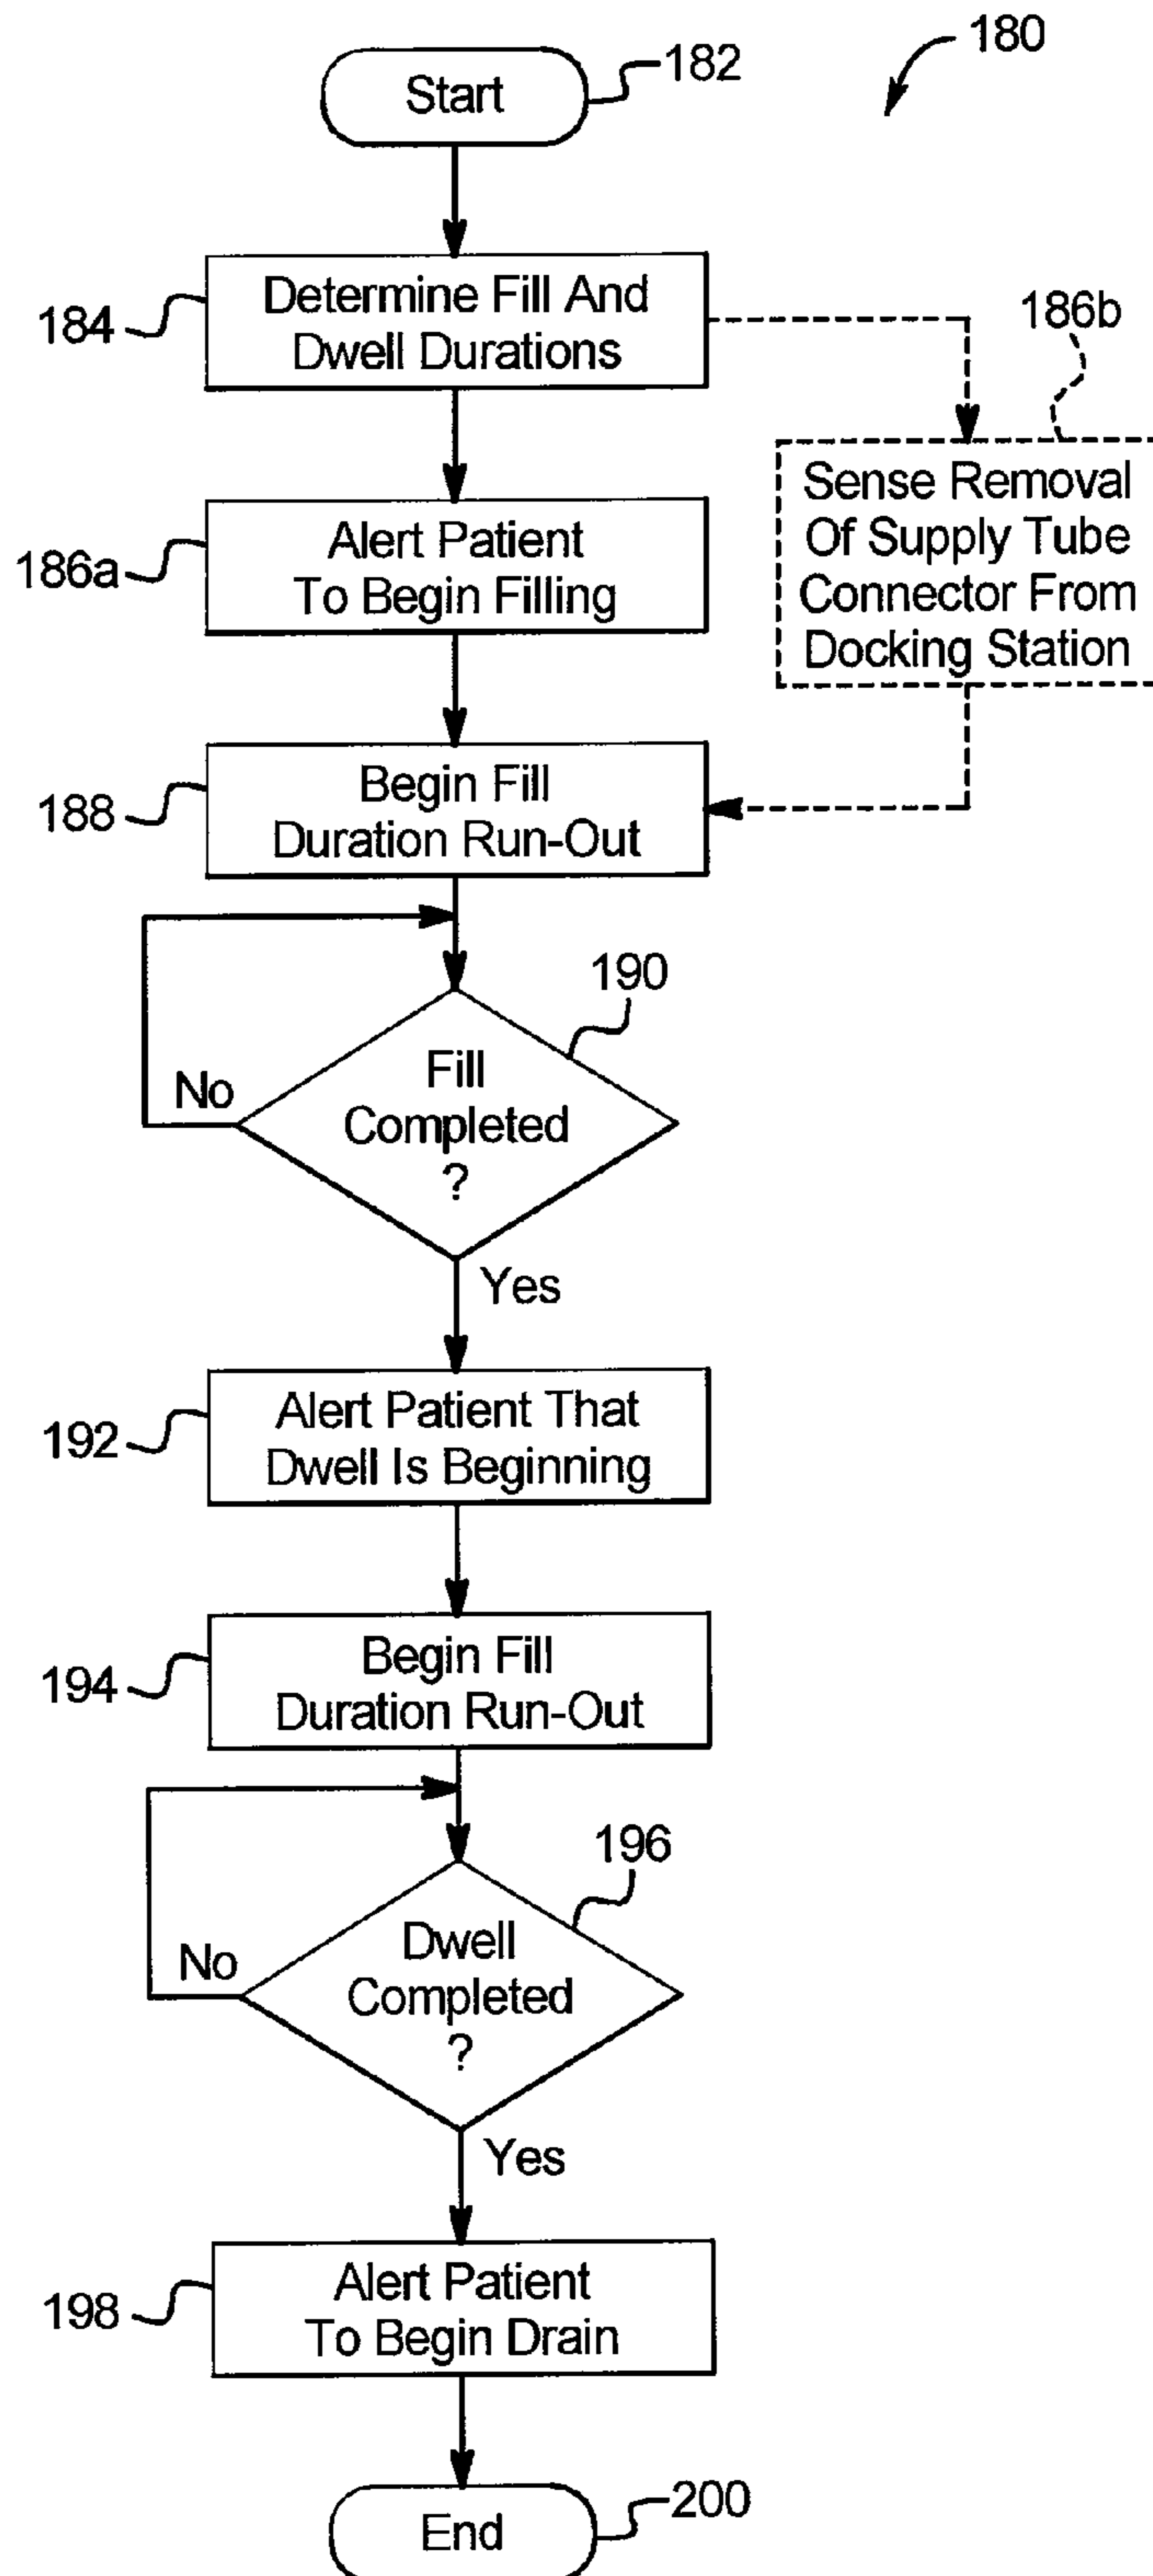 180
Start
182
Determine Fill And
Dwell Durations
184
186b
Sense Removal
Of Supply Tube
Connector From
Docking Station
Alert Patient
To Begin Filling
186a
Begin Fill
Duration Run-Out
188
190
Fill
Completed
?
No
Yes
Alert Patient That
Dwell Is Beginning
192
Begin Fill
Duration Run-Out
194
196
Dwell
Completed
?
No
Yes
Alert Patient
To Begin Drain
198
End
200